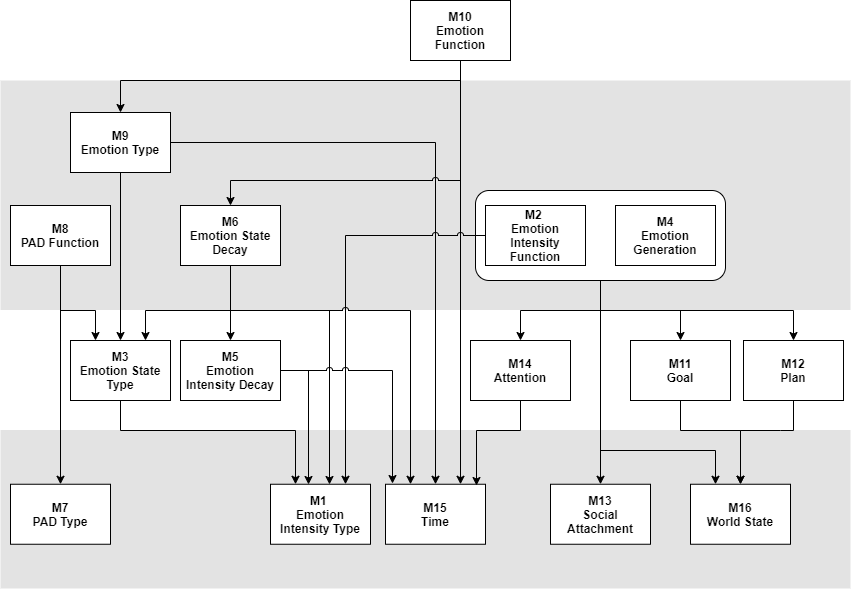 M10
Emotion
Function
M9
Emotion Type
M8
PAD Function
M6
Emotion State
Decay
M2
Emotion
Intensity
Function
M4
Emotion
Generation
M3
Emotion State
Type
M5
Emotion
Intensity Decay
M14
Attention
M11
Goal
M12
Plan
M7
PAD Type
M1
Emotion
Intensity Type
M15
Time
M13
Social
Attachment
M16
World State